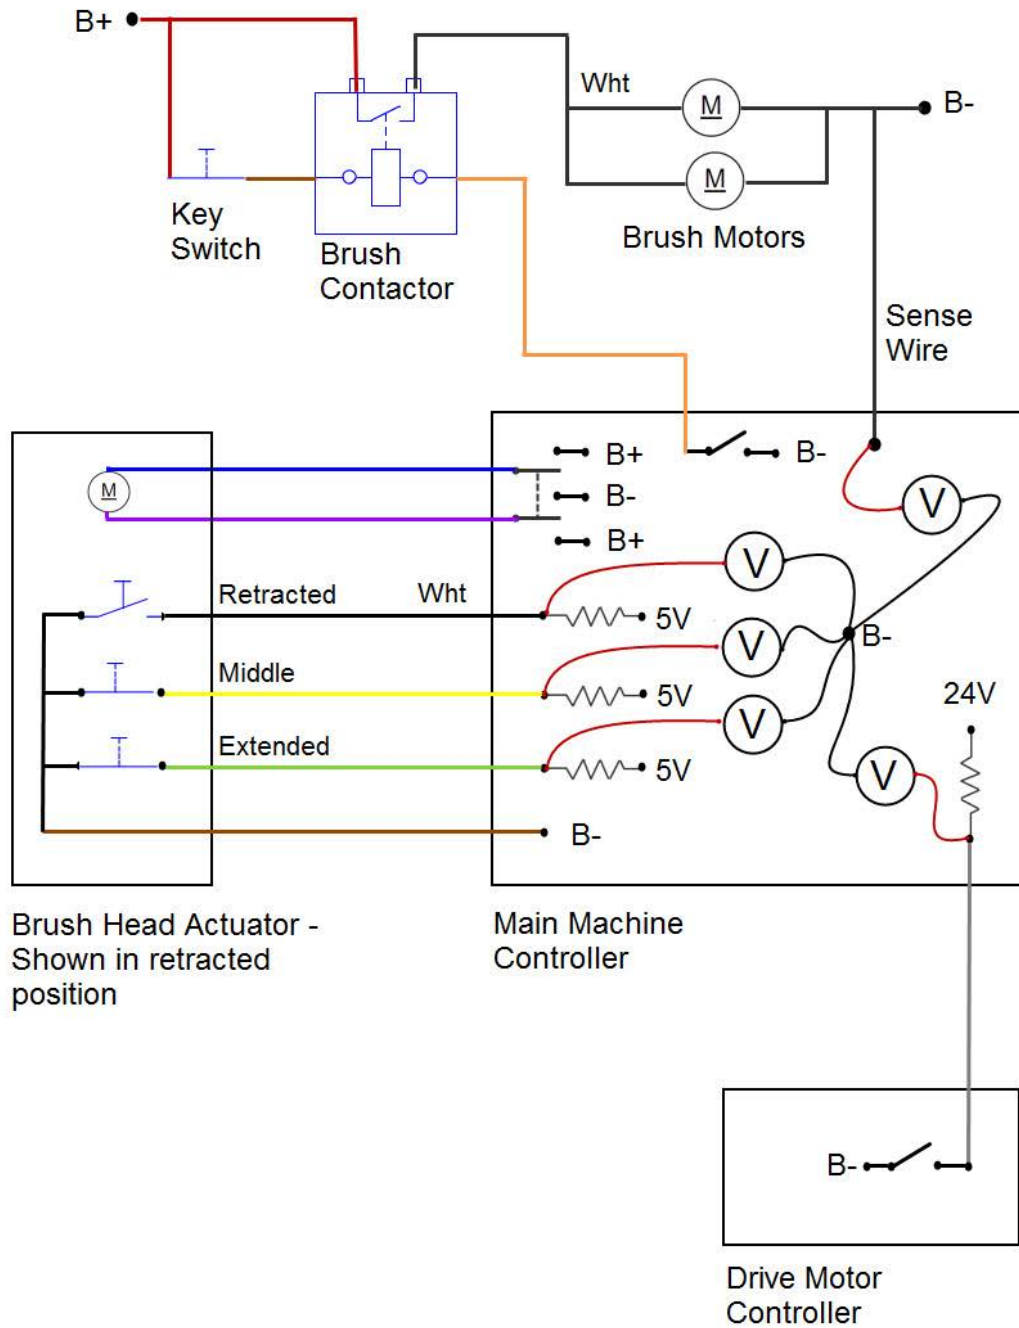 B+
Wht
M
B-
M
Key
Switch
Brush
Contactor
Brush Motors
Sense
Wire
B+
B-
M
B-
V
B+
V
Retracted
Wht
5V
B-
V
Middle
5V
24V
V
Extended
5V
V
B-
Brush Head Actuator -
Shown in retracted
position
Main Machine
Controller
B-
Drive Motor
Controller